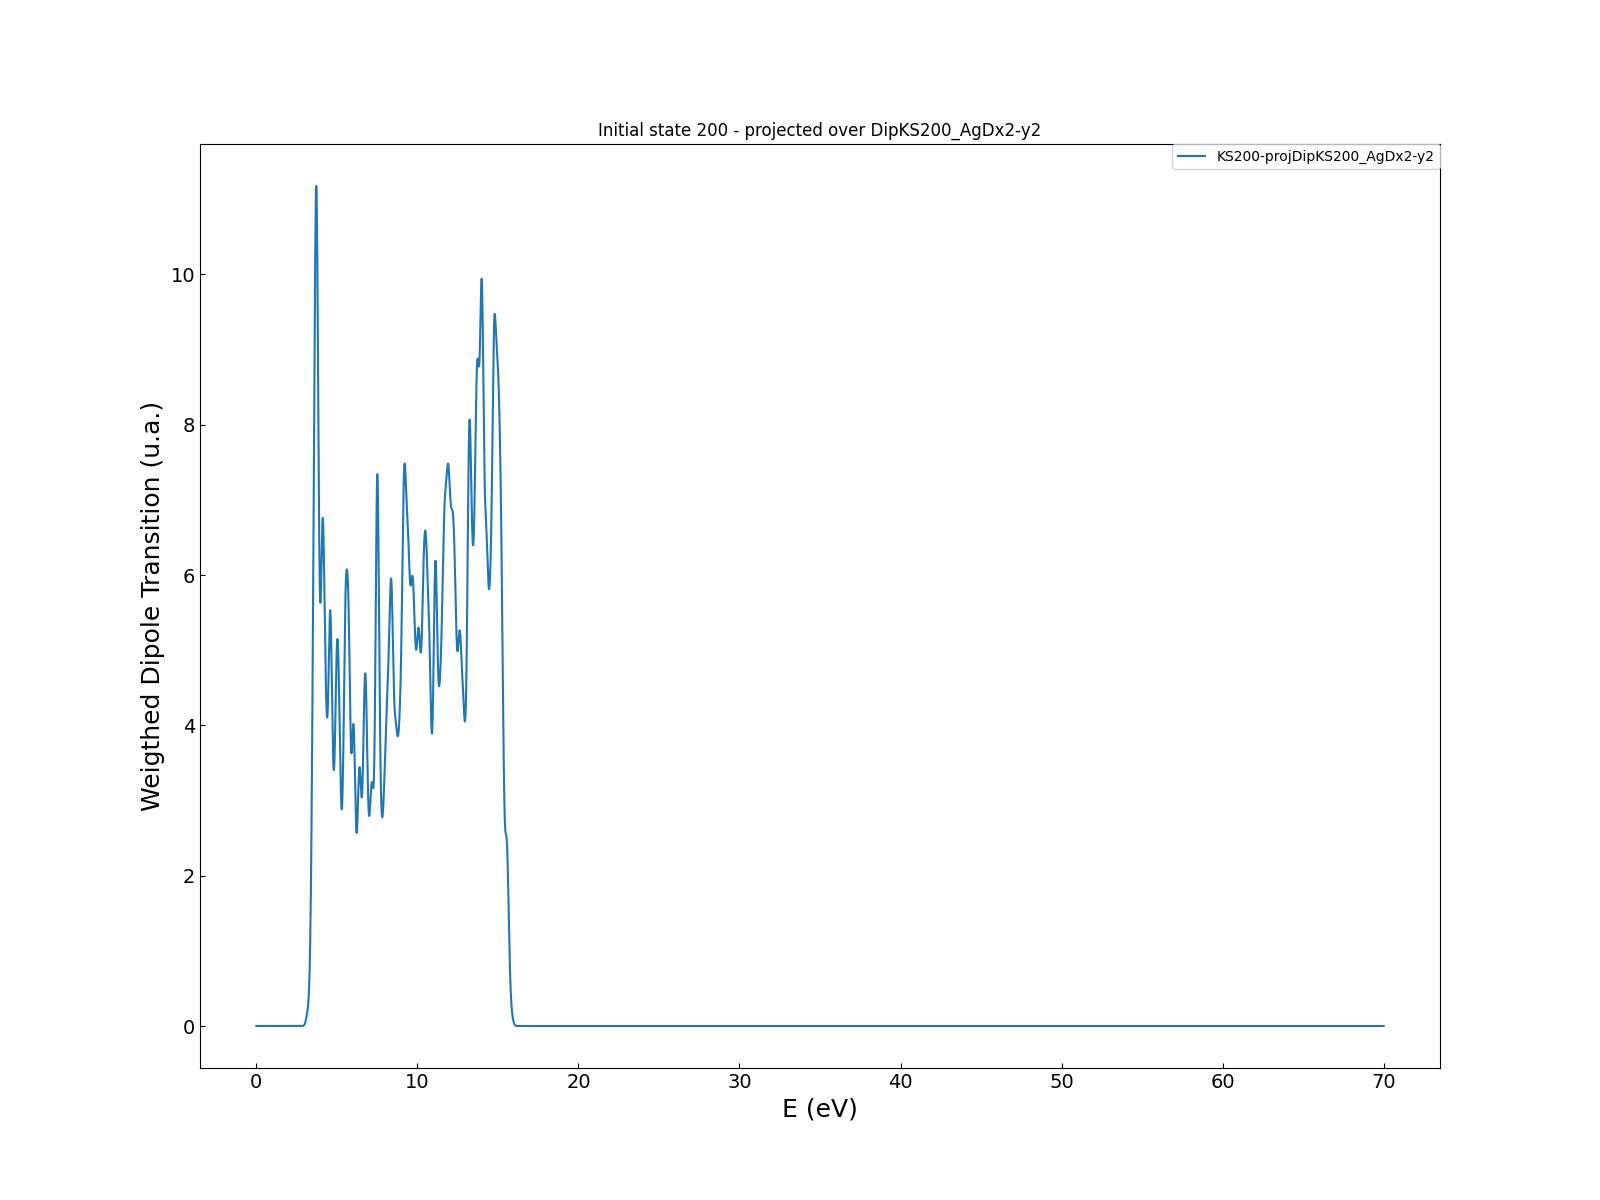 Initial state 200 - projected over DipKS200_AgDx2-y2
KS200-projDipKS200_AgDx2-y2
Weigthed Dipole Transition (u.a.)
10
8
6
4
2
0
0 10 20 30 40 50 60 70
E (eV)